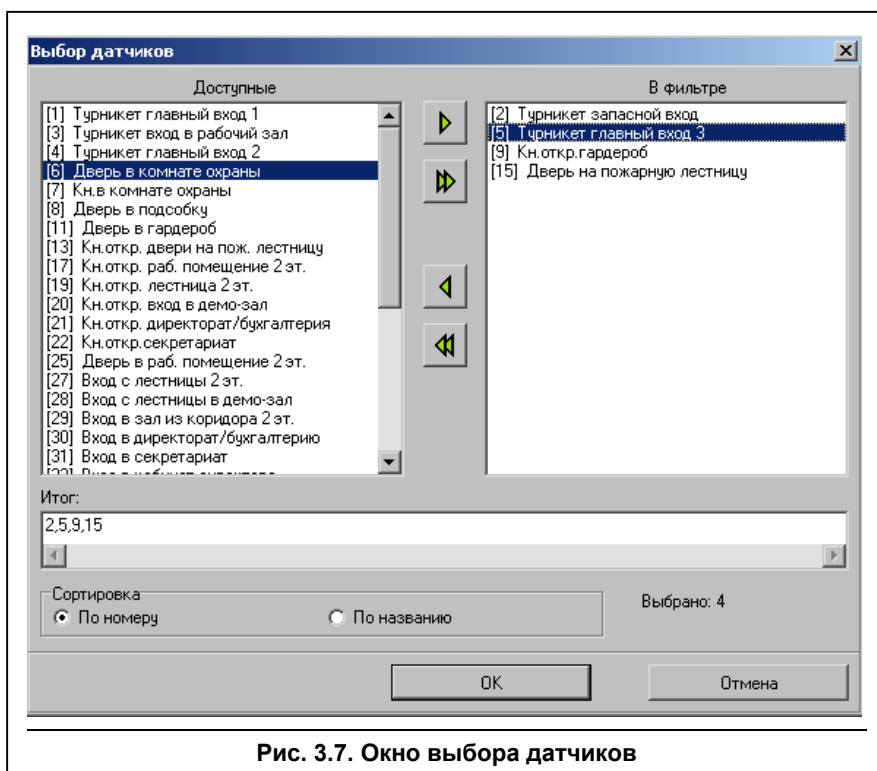 Выбор датчиков
Доступные
В фильтре
[1] Турникет главный вход 1
[3] Турникет вход в рабочий зал
[4] Турникет главный вход 2
[6] Дверь в комнате охраны
[7] Кн.в комнате охраны
[8] Дверь в подсобку
[11] Дверь в гардероб
[13] Кн.откр. двери на пож. лестницу
[17] Кн.откр. раб. помещение 2 эт.
[19] Кн.откр. лестница 2 эт.
[20] Кн.откр. вход в демо-зал
[21] Кн.откр. директорат/бухгалтерия
[22] Кн.откр.секретариат
[25] Дверь в раб. помещение 2 эт.
[27] Вход с лестницы 2 эт.
[28] Вход с лестницы в демо-зал
[29] Вход в зал из коридора 2 эт.
[30] Вход в директорат/бухгалтерию
[31] Вход в секретариат
[2] Турникет запасной вход
[5] Турникет главный вход 3
[9] Кн.откр.гардероб
[15] Дверь на пожарную лестницу
Итог:
2,5,9,15
Сортировка
По номеру
По названию
Выбрано: 4
OK
Отмена
Рис. 3.7. Окно выбора датчиков